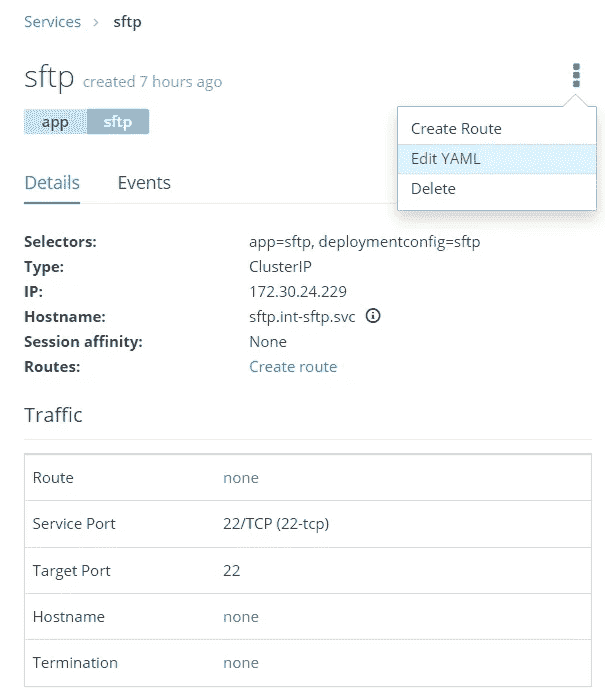 Services > sftp
sftp created 7 hours ago
app sftp
Create Route
Edit YAML
Delete
Details Events
Selectors: app=sftp, deploymentconfig=sftp
Type: ClusterIP
IP: 172.30.24.229
Hostname: sftp.int-sftp.svc
Session affinity: None
Routes: Create route
Traffic
Route none
Service Port 22/TCP (22-tcp)
Target Port 22
Hostname none
Termination none